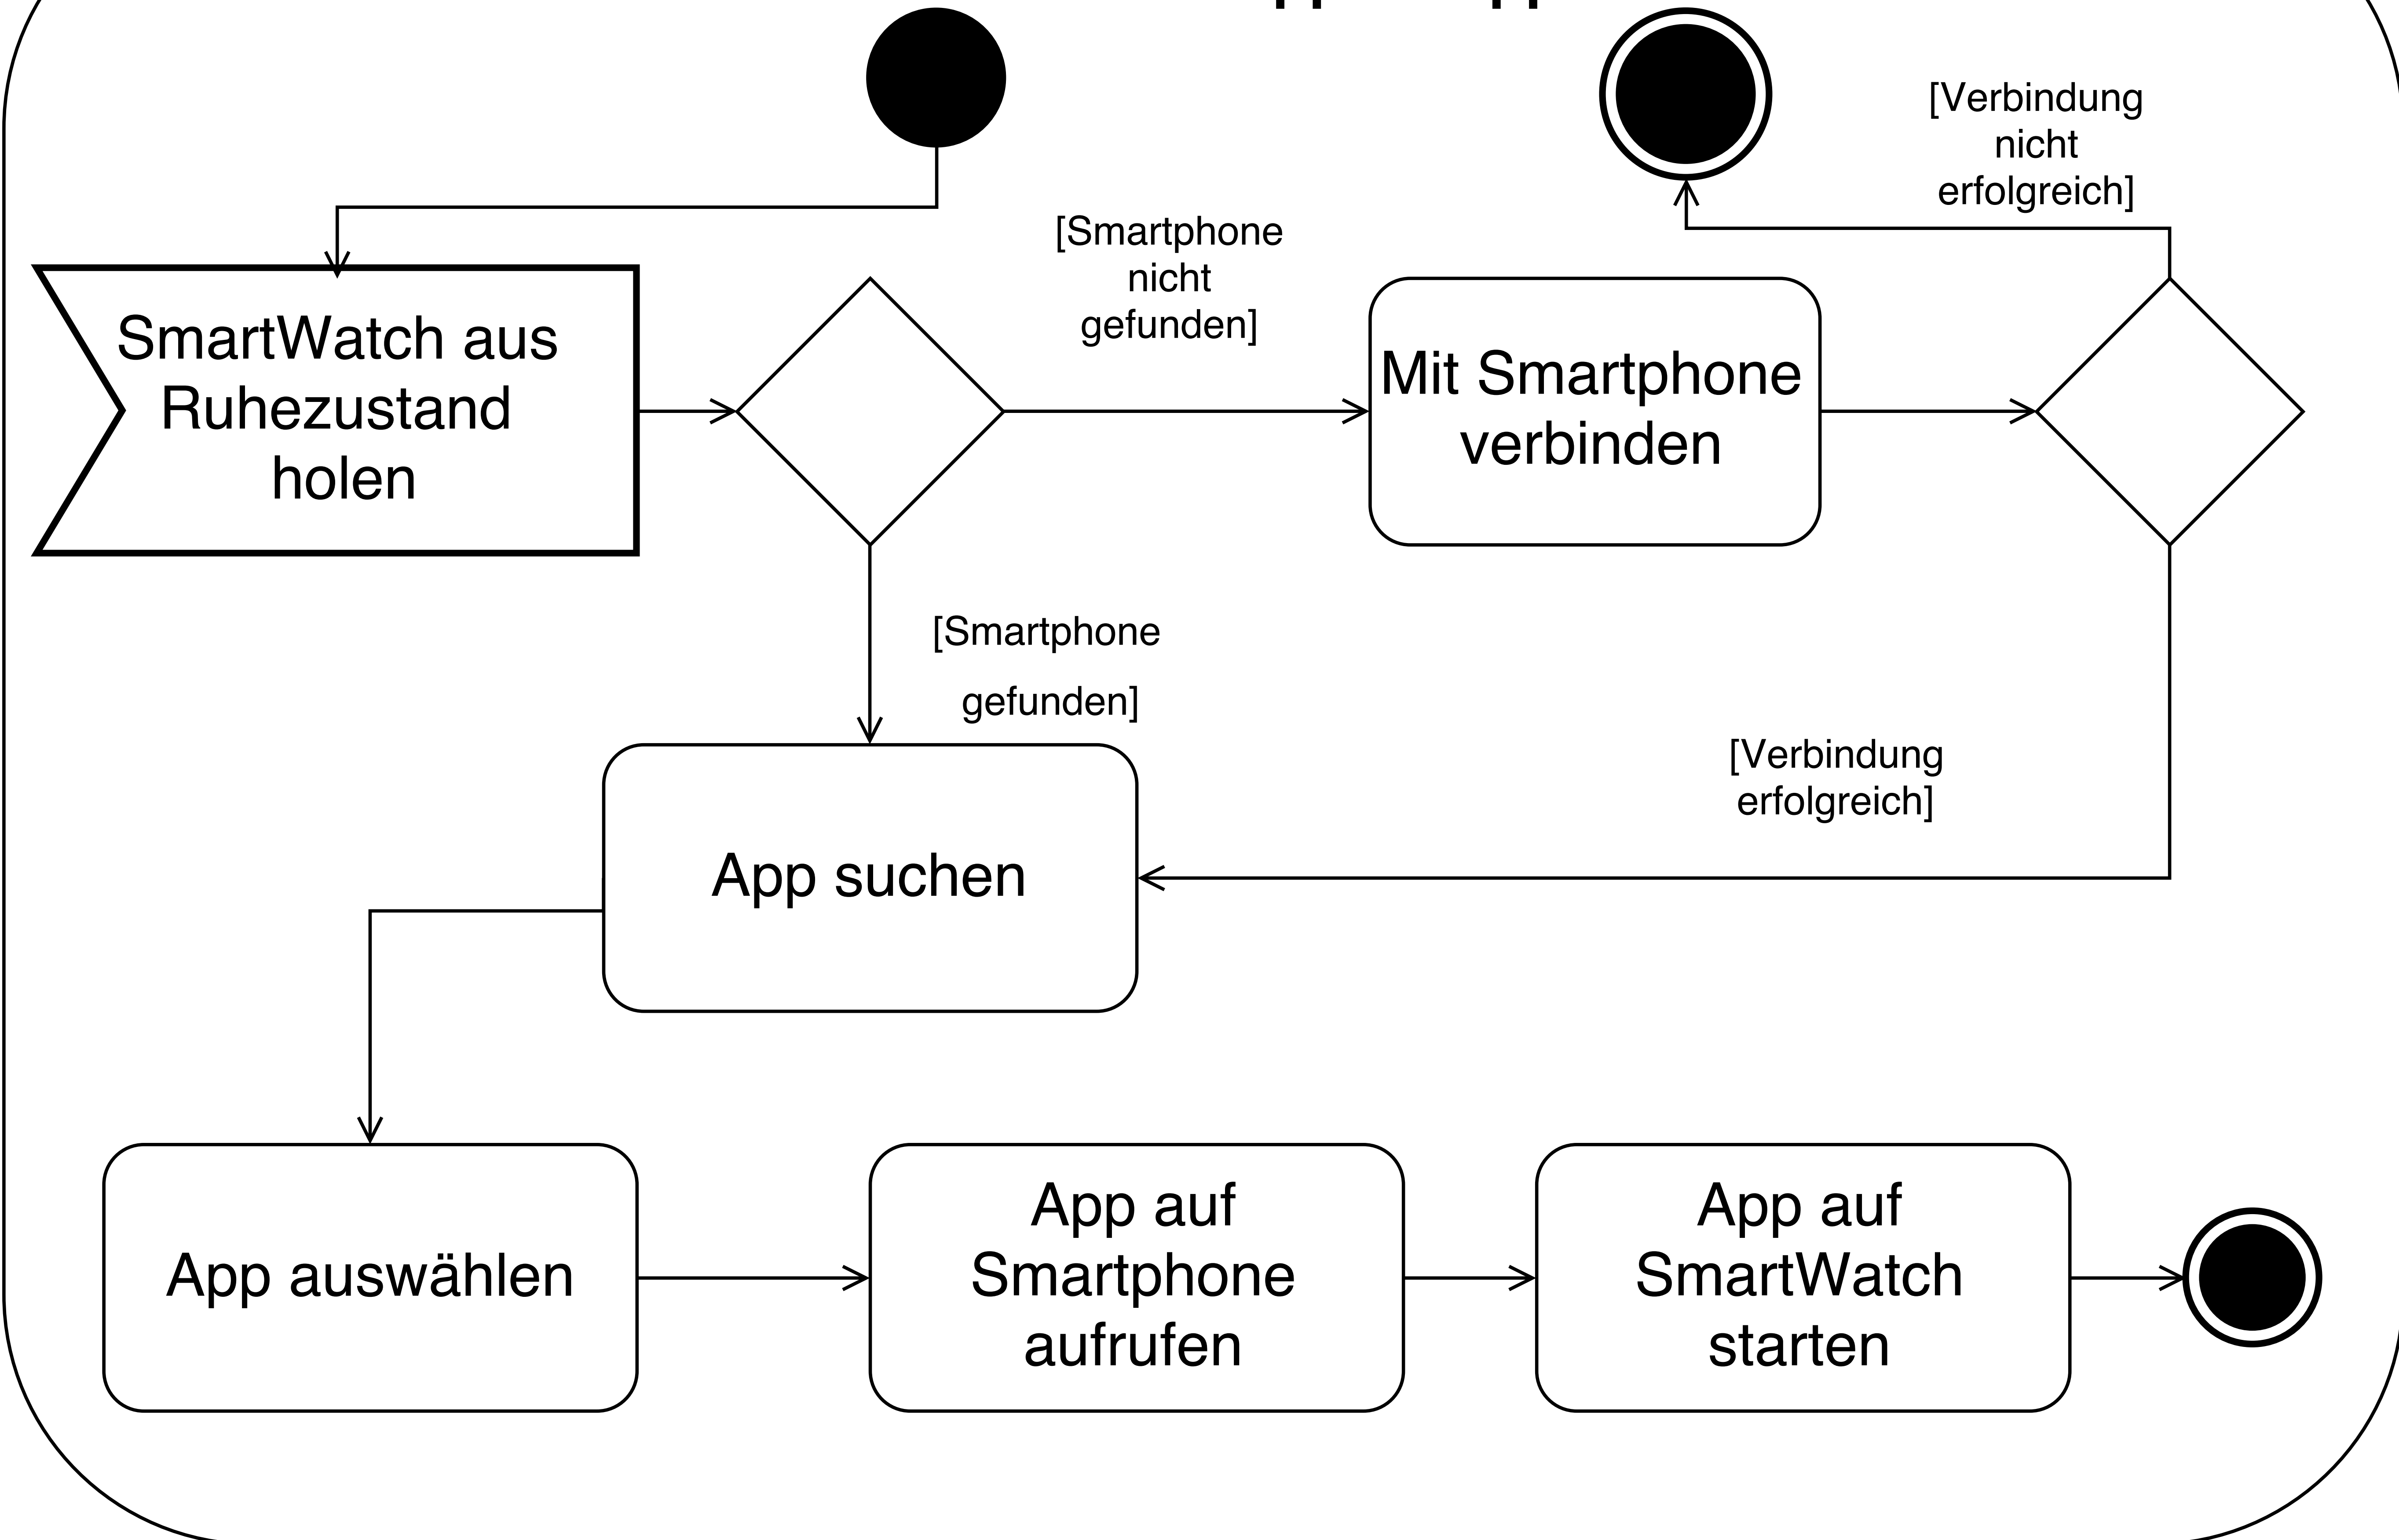 [Verbindung
nicht
erfolgreich]
[Smartphone
nicht
gefunden]
SmartWatch aus
Ruhezustand
holen
Mit Smartphone
verbinden
[Smartphone
gefunden]
[Verbindung
erfolgreich]
App suchen
App auswählen
App auf
Smartphone
aufrufen
App auf
SmartWatch
starten